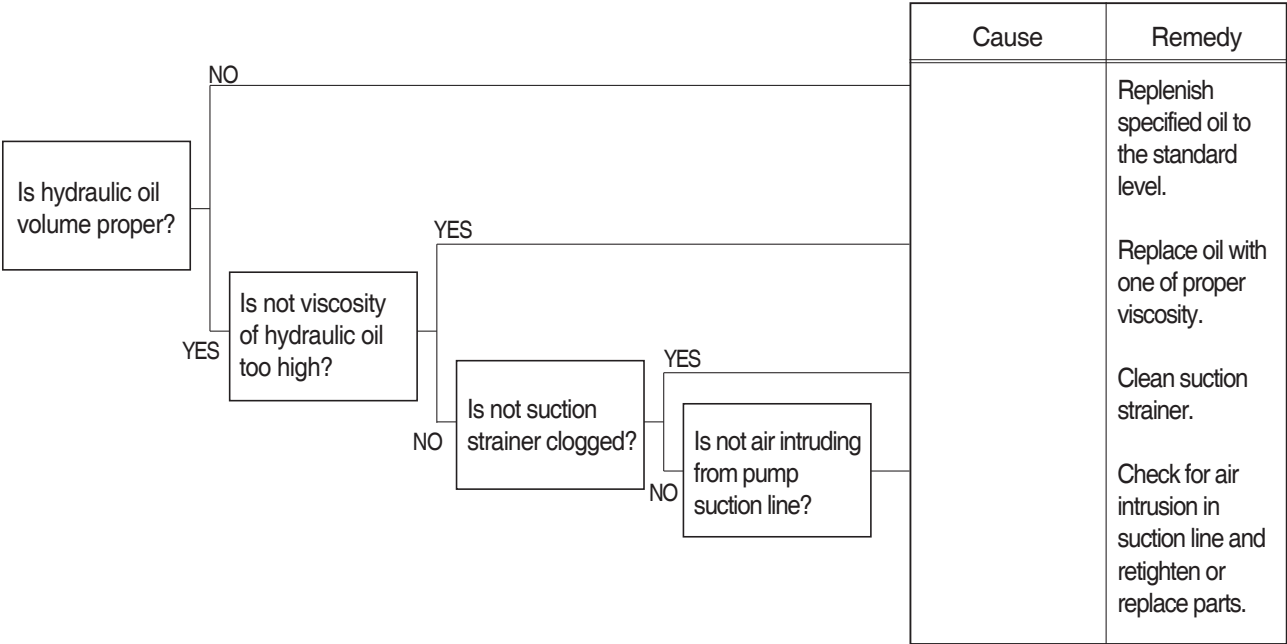 Cause
Remedy
NO
Replenish
specified oil to
the standard
level.
Is hydraulic oil
volume proper?
YES
Replace oil with
one of proper
viscosity.
YES
Is not viscosity
of hydraulic oil
too high?
YES
Clean suction
strainer.
NO
Is not suction
strainer clogged?
NO
Is not air intruding
from pump
suction line?
Check for air
intrusion in
suction line and
retighten or
replace parts.